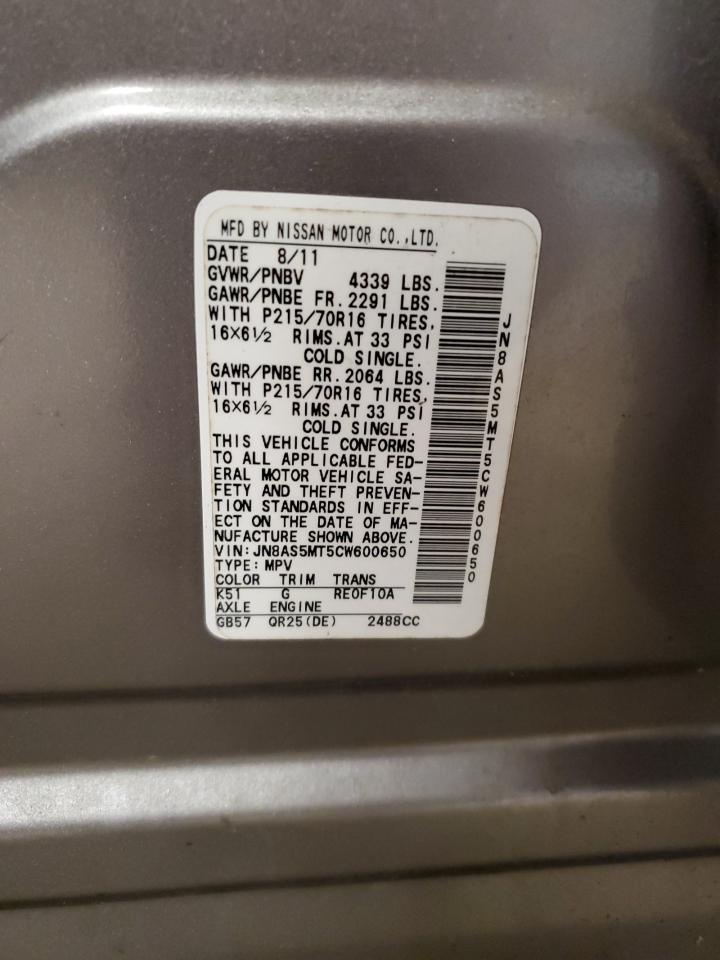 MFD BY NISSAN MOTOR CO.,LTD.
DATE 8/11
GVWR/PNBV 4339 LBS.
GAWR/PNBE FR. 2291 LBS.
WITH P215/70R16 TIRES,
16×6½ RIMS. AT 33 PSI
COLD SINGLE.
GAWR/PNBE RR. 2064 LBS.
WITH P215/70R16 TIRES,
16×6½ RIMS. AT 33 PSI
COLD SINGLE.
THIS VEHICLE CONFORMS
TO ALL APPLICABLE FED-
ERAL MOTOR VEHICLE SA-
FETY AND THEFT PREVEN-
TION STANDARDS IN EFF-
ECT ON THE DATE OF MA-
NUFACTURE SHOWN ABOVE.
VIN: JN8AS5MT5CW600650
TYPE: MPV
COLOR TRIM TRANS
K51 G RE0F10A
AXLE ENGINE
GB57 QR25(DE) 2488CC
JN8AS5MT5CW600650